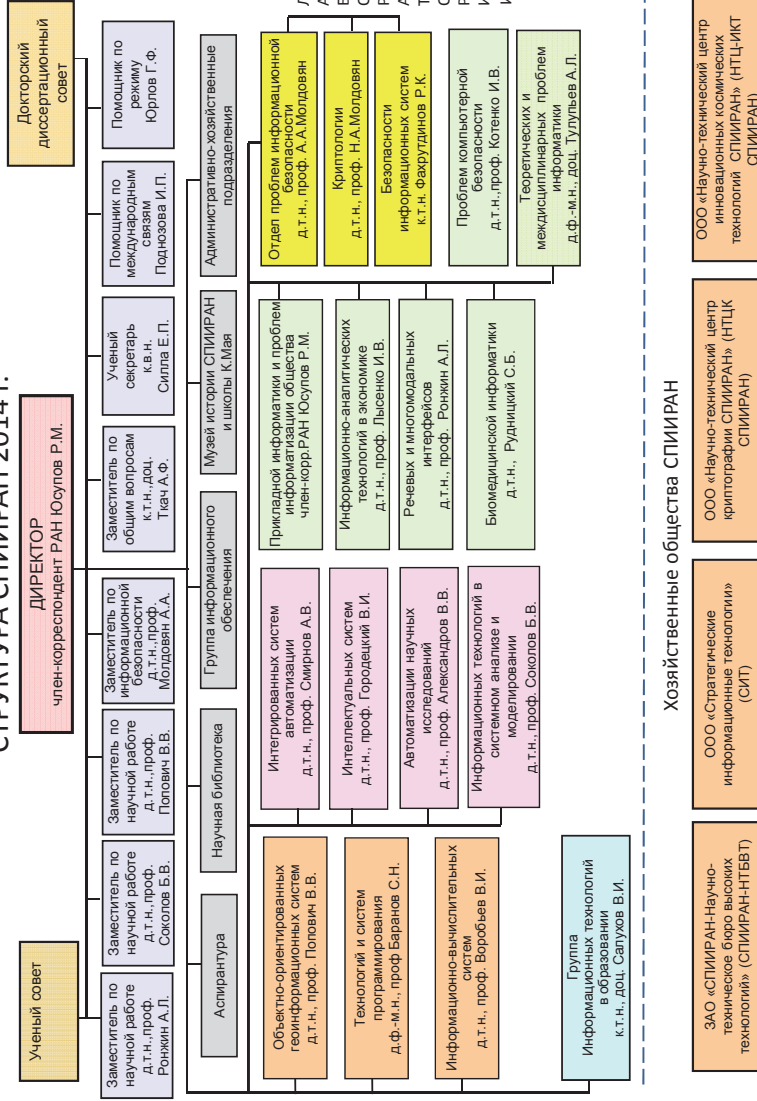 СТРУКТУРА СПИИРАН 2014 г.
Ученый совет
ДИРЕКТОР
член-корреспондент РАН Юсупов Р.М.
Докторский
диссертационный
совет
Заместитель по
научной работе
д.т.н.,проф.
Ронжин А.Л.
Заместитель по
научной работе
д.т.н.,проф.
Соколов Б.В.
Заместитель по
научной работе
д.т.н.,проф.
Попович В.В.
Заместитель по
информационной
безопасности
д.т.н.,проф.
Молдовян А.А.
Заместитель по
общим вопросам
к.т.н.,доц.
Ткач А.Ф.
Ученый
секретарь
к.в.н.
Силла Е.П.
Помощник по
международным
связям
Поднозова И.П.
Помощник по
режиму
Юрлов Г.Ф.
Аспирантура
Научная библиотека
Группа информационного
обеспечения
Музей истории СПИИРАН
и школы К.Мая
Административно-хозяйственные
подразделения
Объектно-ориентированных
геоинформационных систем
д.т.н., проф. Попович В.В.
Технологий и систем
программирования
д.ф.-м.н., проф Баранов С.Н.
Информационно-вычислительных
систем
д.т.н., проф. Воробьев В.И.
Группа
Информационных технологий
в образовании
к.т.н., доц. Сапухов В.И.
Интегрированных систем
автоматизации
д.т.н., проф. Смирнов А.В.
Интеллектуальных систем
д.т.н., проф. Городецкий В.И.
Автоматизации научных
исследований
д.т.н., проф. Александров В.В.
Информационных технологий в
системном анализе и
моделировании
д.т.н., проф. Соколов Б.В.
Прикладной информатики и проблем
информатизации общества
член-корр.РАН Юсупов Р.М.
Информационно-аналитических
технологий в экономике
д.т.н., проф. Лысенко И.В.
Речевых и многомодальных
интерфейсов
д.т.н., проф. Ронжин А.Л.
Биомедицинской информатики
д.т.н., Рудницкий С.Б.
Отдел проблем информационной
безопасности
д.т.н., проф. А.А.Молдовян
Криптологии
д.т.н., проф. Н.А.Молдовян
Безопасности
информационных систем
к.т.н. Фахрутдинов Р.К.
Проблем компьютерной
безопасности
д.т.н.,проф. Котенко И.В.
Теоретических и
междисциплинарных проблем
информатики
д.ф.-м.н., доц. Тулупьев А.Л.
Л
А
Б
О
Р
А
Т
О
Р
И
И
Хозяйственные общества СПИИРАН
ЗАО «СПИИРАН-Научно-
техническое бюро высоких
технологий» (СПИИРАН-НТБВТ)
ООО «Стратегические
информационные технологии»
(СИТ)
ООО «Научно-технический центр
криптографии СПИИРАН» (НТЦК
СПИИРАН)
ООО «Научно-технический центр
инновационных космических
технологий СПИИРАН» (НТЦ-ИКТ
СПИИРАН)